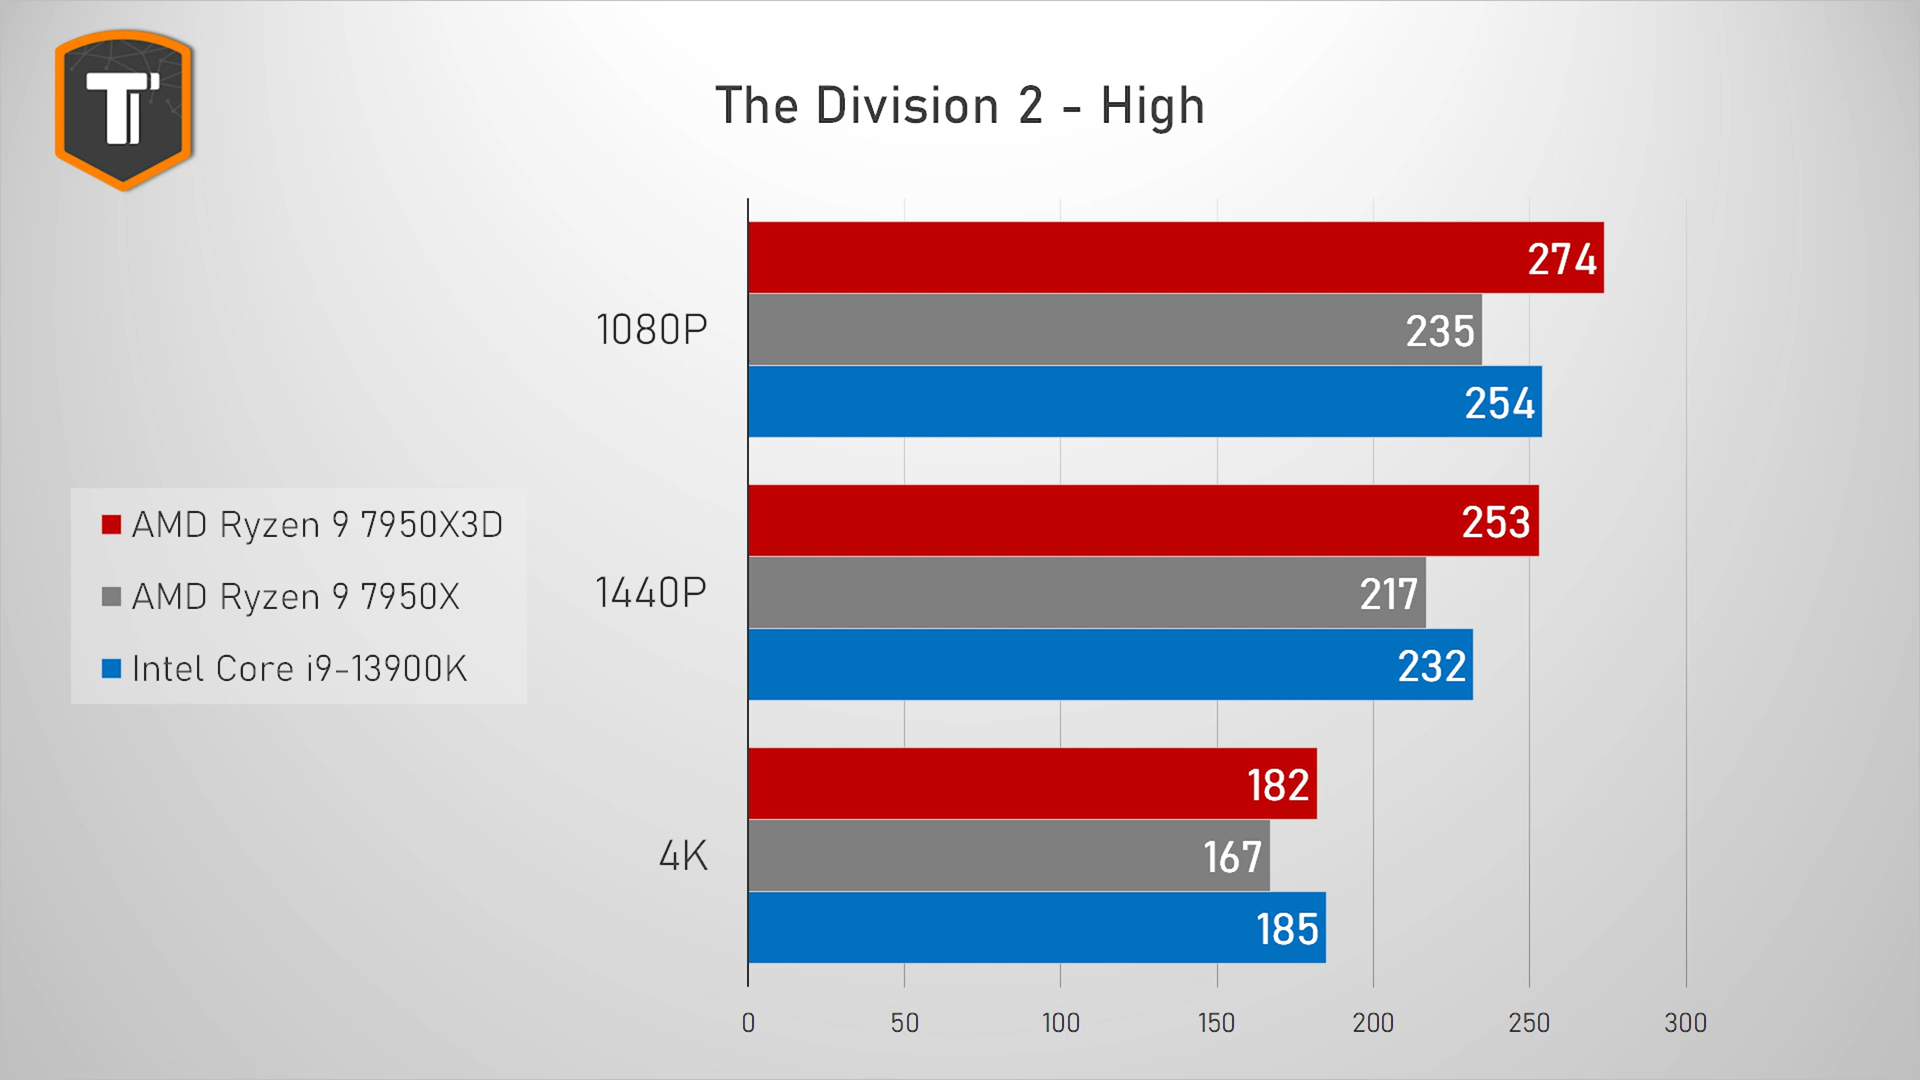 T
The Division 2 - High
1080P
274
235
254
1440P
253
217
232
4K
182
167
185
AMD Ryzen 9 7950X3D
AMD Ryzen 9 7950X
Intel Core i9-13900K
0 50 100 150 200 250 300